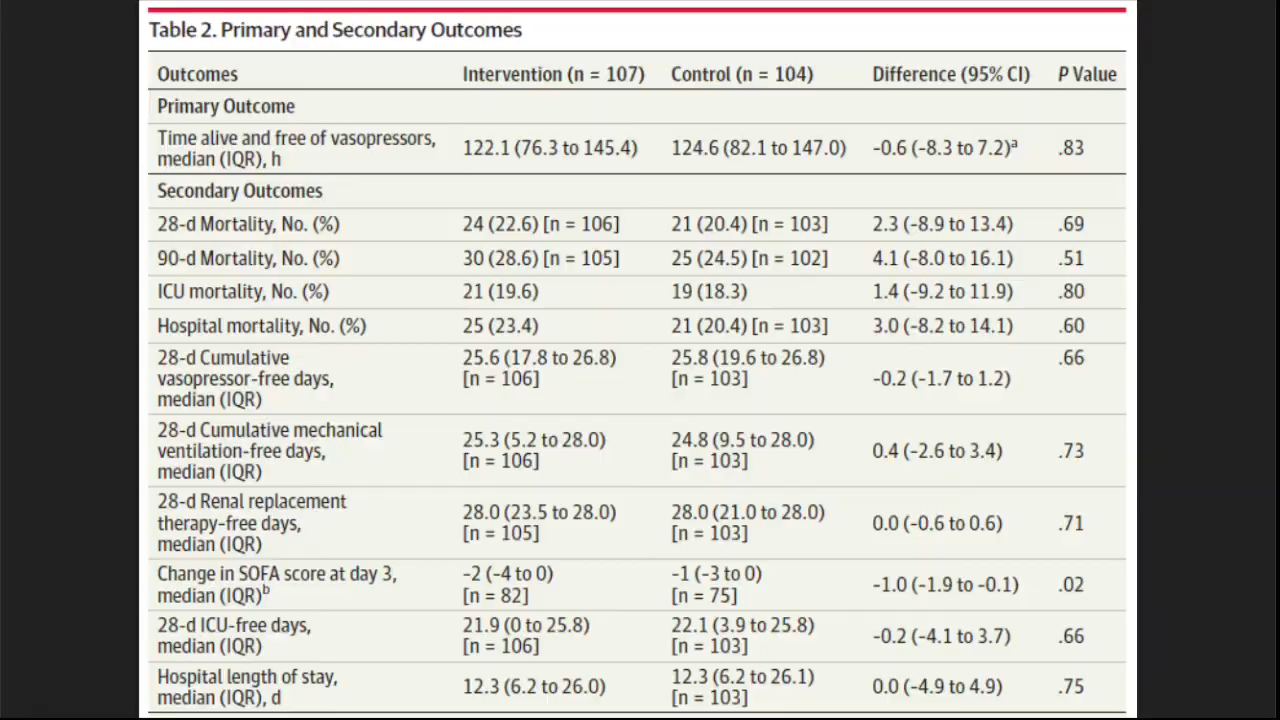 Table 2. Primary and Secondary Outcomes
Outcomes Intervention (n = 107) Control (n = 104) Difference (95% CI) P Value
Primary Outcome
Time alive and free of vasopressors, median (IQR), h 122.1 (76.3 to 145.4) 124.6 (82.1 to 147.0) -0.6 (-8.3 to 7.2)a .83
Secondary Outcomes
28-d Mortality, No. (%) 24 (22.6) [n = 106] 21 (20.4) [n = 103] 2.3 (-8.9 to 13.4) .69
90-d Mortality, No. (%) 30 (28.6) [n = 105] 25 (24.5) [n = 102] 4.1 (-8.0 to 16.1) .51
ICU mortality, No. (%) 21 (19.6) 19 (18.3) 1.4 (-9.2 to 11.9) .80
Hospital mortality, No. (%) 25 (23.4) 21 (20.4) [n = 103] 3.0 (-8.2 to 14.1) .60
28-d Cumulative vasopressor-free days, median (IQR) 25.6 (17.8 to 26.8) [n = 106] 25.8 (19.6 to 26.8) [n = 103] -0.2 (-1.7 to 1.2) .66
28-d Cumulative mechanical ventilation-free days, median (IQR) 25.3 (5.2 to 28.0) [n = 106] 24.8 (9.5 to 28.0) [n = 103] 0.4 (-2.6 to 3.4) .73
28-d Renal replacement therapy-free days, median (IQR) 28.0 (23.5 to 28.0) [n = 105] 28.0 (21.0 to 28.0) [n = 103] 0.0 (-0.6 to 0.6) .71
Change in SOFA score at day 3, median (IQR)b -2 (-4 to 0) [n = 82] -1 (-3 to 0) [n = 75] -1.0 (-1.9 to -0.1) .02
28-d ICU-free days, median (IQR) 21.9 (0 to 25.8) [n = 106] 22.1 (3.9 to 25.8) [n = 103] -0.2 (-4.1 to 3.7) .66
Hospital length of stay, median (IQR), d 12.3 (6.2 to 26.0) 12.3 (6.2 to 26.1) [n = 103] 0.0 (-4.9 to 4.9) .75